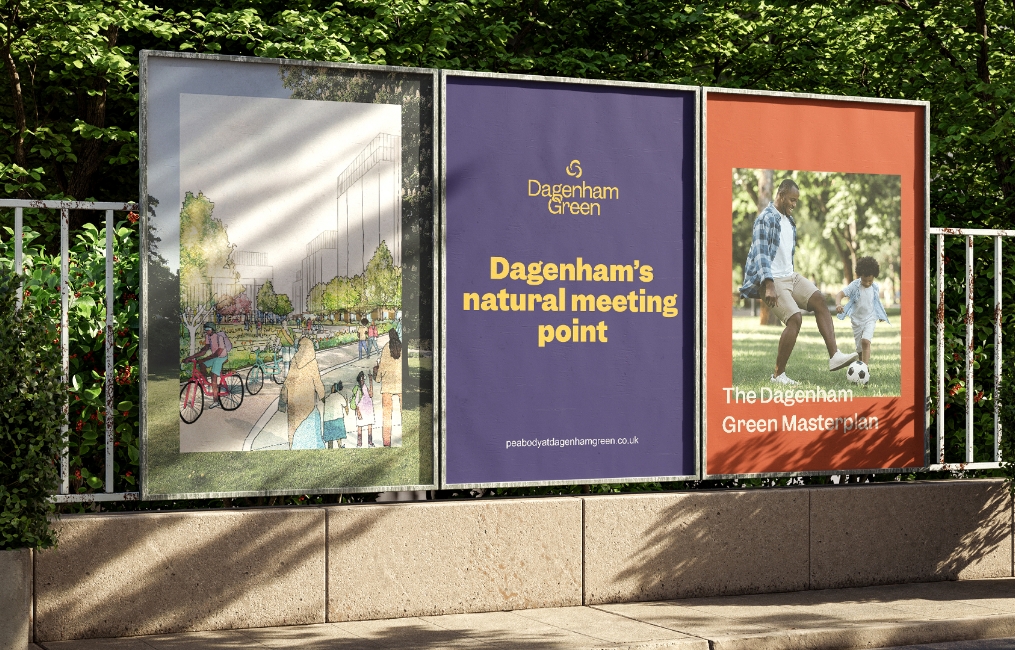 Dagenham
Green
Dagenham's
natural meeting
point
peabodyatdagenhamgreen.co.uk
The Dagenham
Green Masterplan